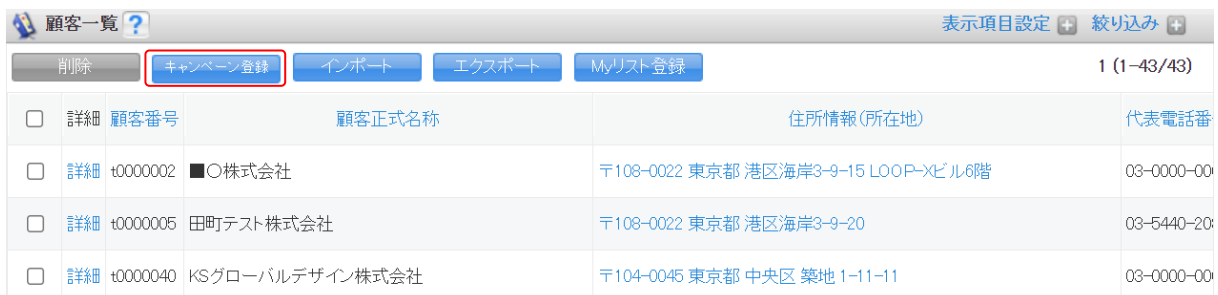 顧客一覧 ? 表示項目設定 + 絞り込み +
削除 キャンペーン登録 インポート エクスポート Myリスト登録 1 (1-43/43)
詳細 顧客番号 顧客正式名称 住所情報(所在地) 代表電話番
詳細 t0000002 ■○株式会社 〒108-0022 東京都 港区海岸3-9-15 LOOP-Xビル6階 03-0000-00
詳細 t0000005 田町テスト株式会社 〒108-0022 東京都 港区海岸3-9-20 03-5440-20
詳細 t0000040 KSグローバルデザイン株式会社 〒104-0045 東京都 中央区 築地 1-11-11 03-0000-00